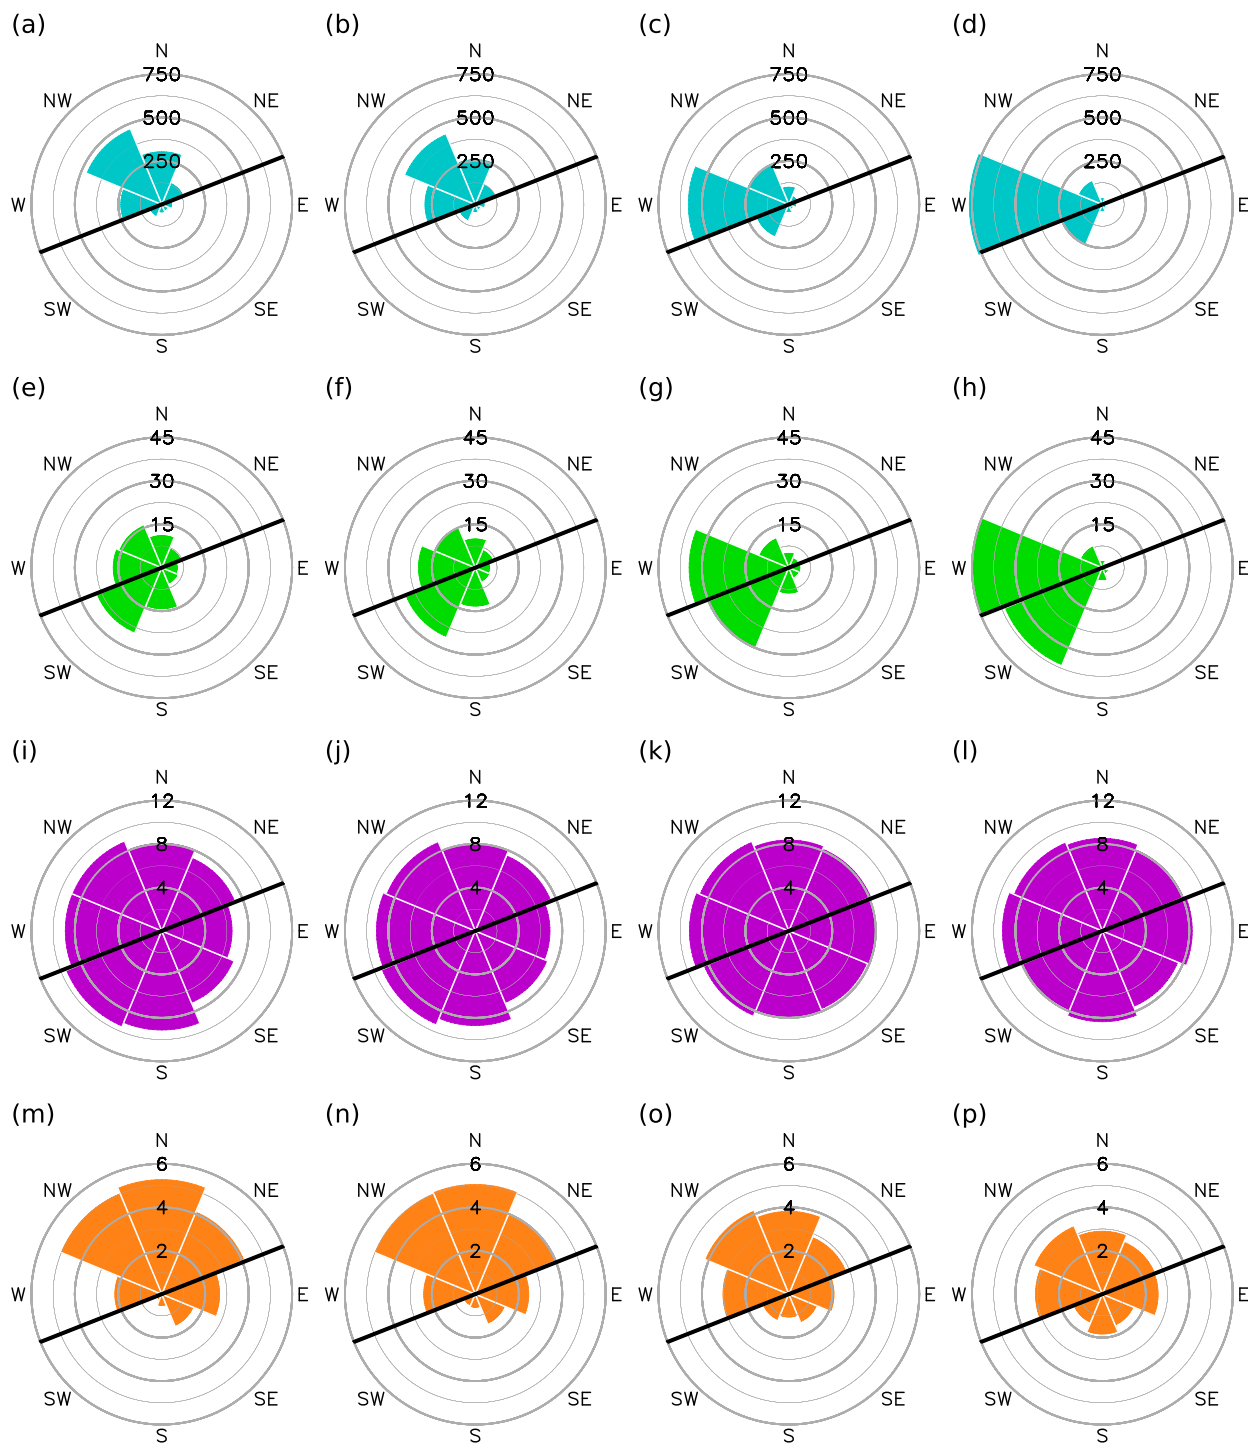 (a) (b) (c) (d)
N N N N
750 750 750 750
NW NE NW NE NW NE NW NE
500 500 500 500
250 250 250 250
W E W E W E W E
SW SE SW SE SW SE SW SE
S S S S
(e) (f) (g) (h)
N N N N
45 45 45 45
NW NE NW NE NW NE NW NE
30 30 30 30
15 15 15 15
W E W E W E W E
SW SE SW SE SW SE SW SE
S S S S
(i) (j) (k) (l)
N N N N
12 12 12 12
NW NE NW NE NW NE NW NE
8 8 8 8
4 4 4 4
W E W E W E W E
SW SE SW SE SW SE SW SE
S S S S
(m) (n) (o) (p)
N N N N
6 6 6 6
NW NE NW NE NW NE NW NE
4 4 4 4
2 2 2 2
W E W E W E W E
SW SE SW SE SW SE SW SE
S S S S